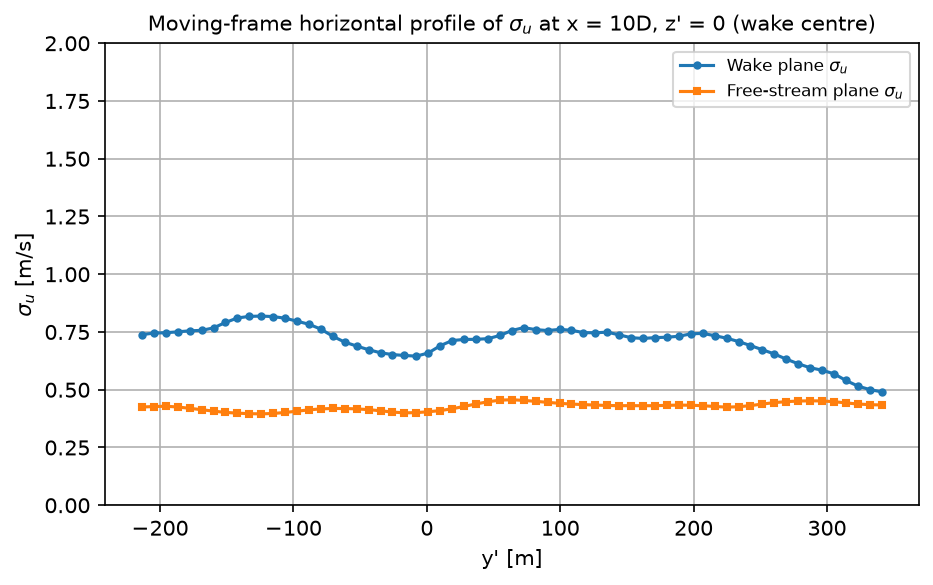 Moving-frame horizontal profile of σ_u at x = 10D, z' = 0 (wake centre)
Wake plane σ_u
Free-stream plane σ_u
2.00
1.75
1.50
1.25
1.00
0.75
0.50
0.25
0.00
σ_u [m/s]
−200 −100 0 100 200 300
y' [m]